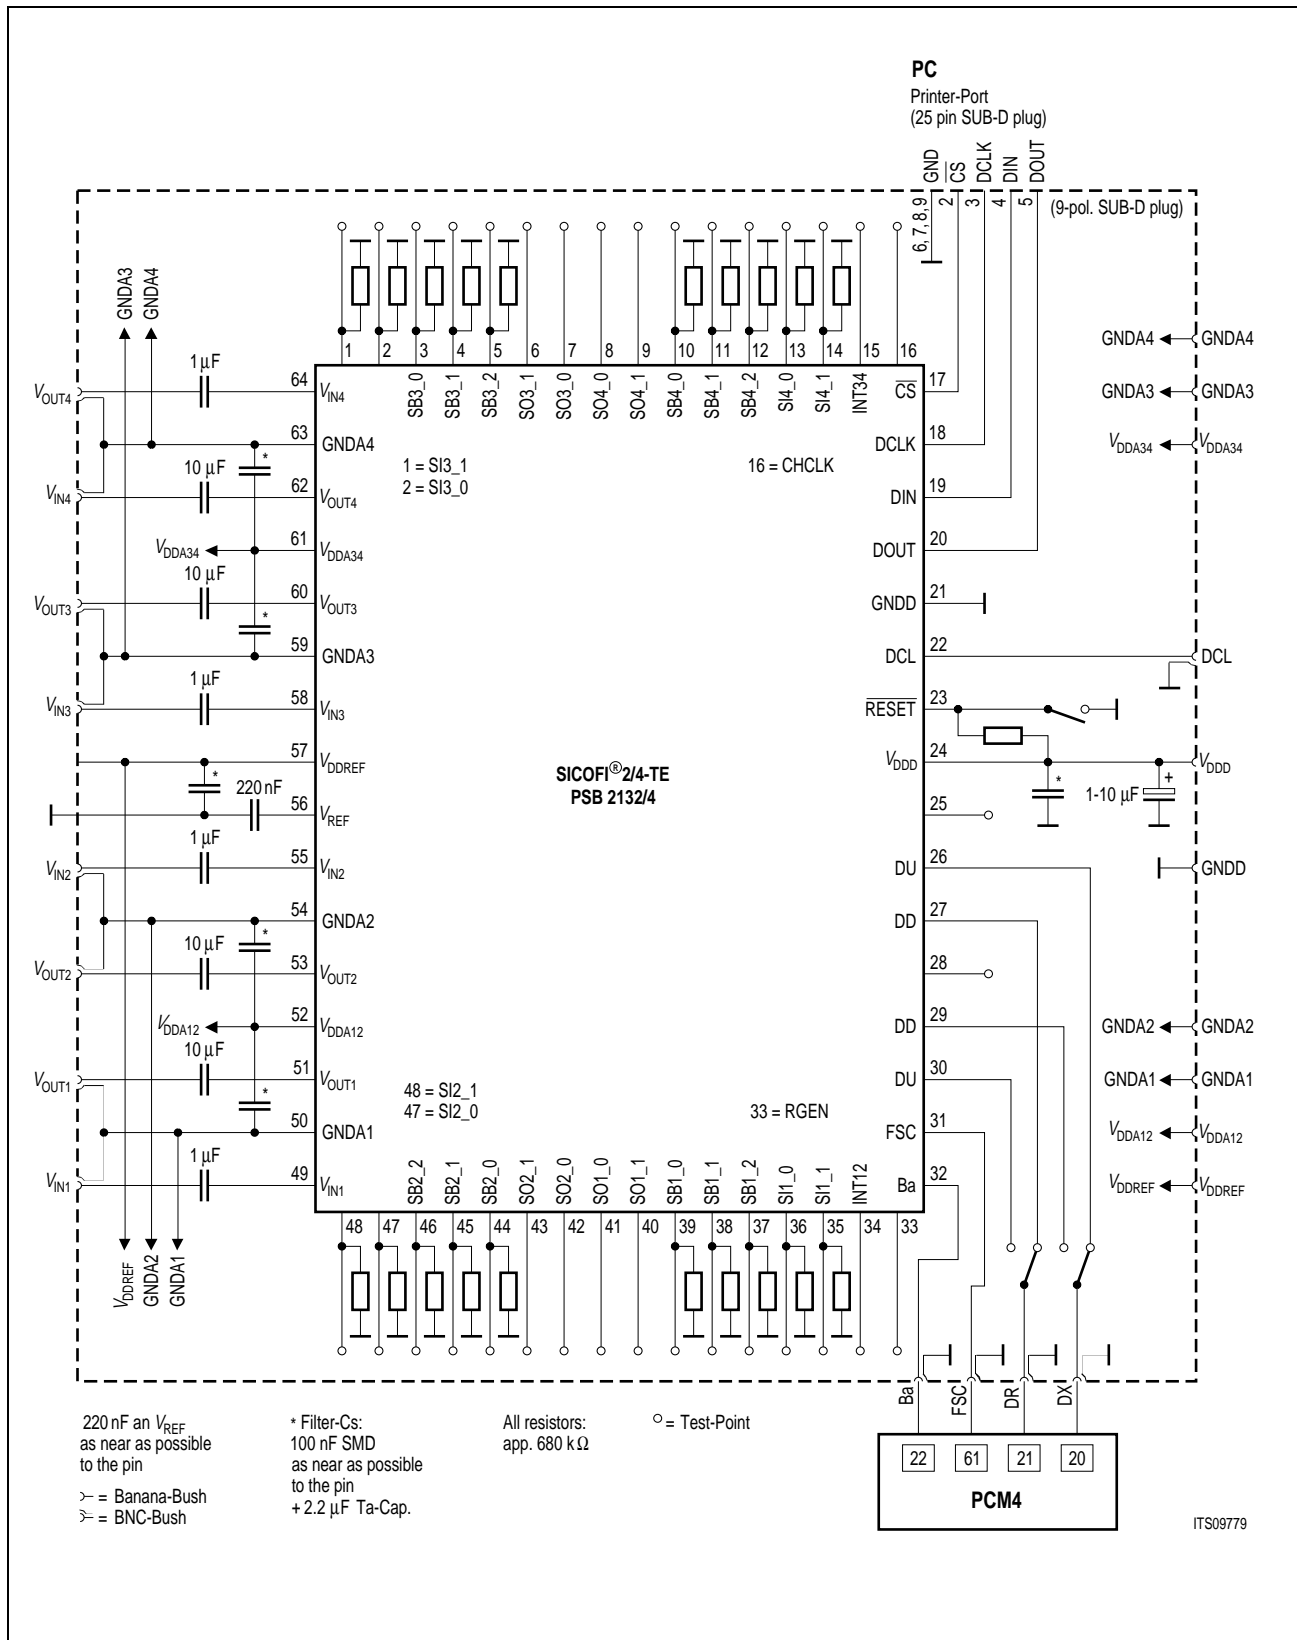 PC
Printer-Port
(25 pin SUB-D plug)
GND
CS
DCLK
DIN
DOUT
6, 7, 8, 9
2
3
4
5
(9-pol. SUB-D plug)
GNDA3
GNDA4
1 2 3 4 5 6 7 8 9 10 11 12 13 14 15 16
SB3_0 SB3_1 SB3_2 SO3_1 SO3_0 SO4_0 SO4_1 SB4_0 SB4_1 SB4_2 SI4_0 SI4_1 INT34
1 = SI3_1
2 = SI3_0
16 = CHCLK
VOUT4 1 µF 64 VIN4
63 GNDA4
VIN4 10 µF 62 VOUT4
VDDA34 61 VDDA34
VOUT3 10 µF 60 VOUT3
59 GNDA3
VIN3 1 µF 58 VIN3
57 VDDREF
220 nF 56 VREF
VIN2 1 µF 55 VIN2
54 GNDA2
VOUT2 10 µF 53 VOUT2
VDDA12 52 VDDA12
VOUT1 10 µF 51 VOUT1
50 GNDA1
VIN1 1 µF 49 VIN1
* * * * *
VDDREF
GNDA2
GNDA1
SICOFI®2/4-TE
PSB 2132/4
CS 17
DCLK 18
DIN 19
DOUT 20
GNDD 21
DCL 22 DCL
RESET 23
VDDD 24 VDDD
* 1-10 µF +
25
DU 26
DD 27
28
DD 29
DU 30
FSC 31
Ba 32
GNDA4 GNDA4
GNDA3 GNDA3
VDDA34 VDDA34
GNDD
GNDA2 GNDA2
GNDA1 GNDA1
VDDA12 VDDA12
VDDREF VDDREF
48 = SI2_1
47 = SI2_0
33 = RGEN
SB2_2 SB2_1 SB2_0 SO2_1 SO2_0 SO1_0 SO1_1 SB1_0 SB1_1 SB1_2 SI1_0 SI1_1 INT12
48 47 46 45 44 43 42 41 40 39 38 37 36 35 34 33
Ba
FSC
DR
DX
22 61 21 20
PCM4
220 nF an VREF
as near as possible
to the pin
= Banana-Bush
= BNC-Bush
* Filter-Cs:
100 nF SMD
as near as possible
to the pin
+ 2.2 µF Ta-Cap.
All resistors:
app. 680 k Ω
= Test-Point
ITS09779